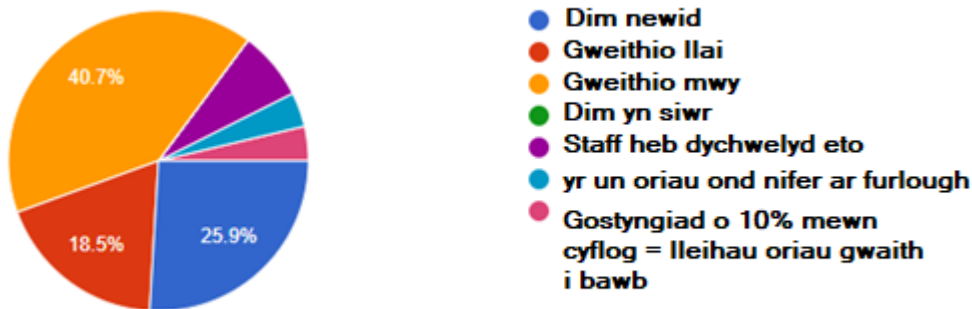 40.7%
18.5%
25.9%
Dim newid
Gweithio llai
Gweithio mwy
Dim yn siwr
Staff heb dychwelyd eto
yr un oriau ond nifer ar furlough
Gostyngiad o 10% mewn
cyflog = lleihau oriau gwaith
i bawb